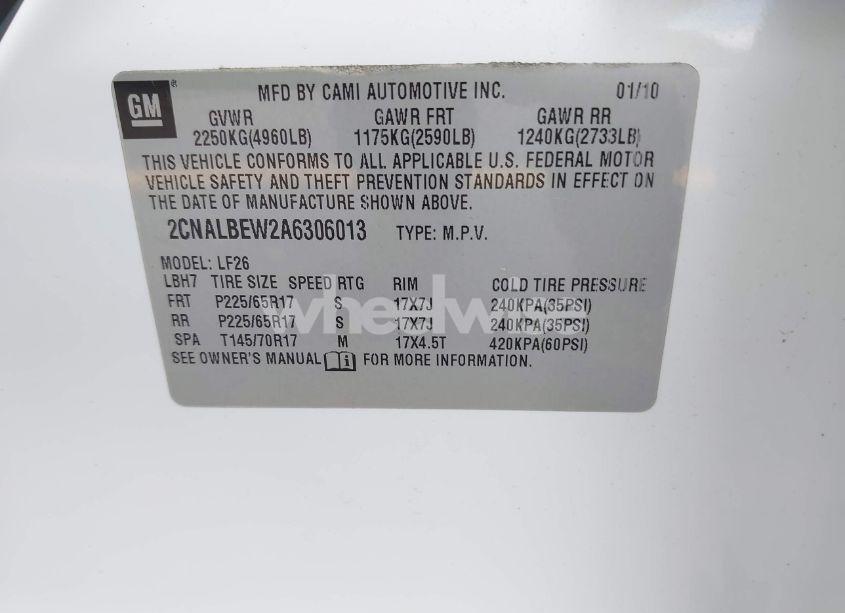 GM ®
MFD BY CAMI AUTOMOTIVE INC. 01/10
GVWR GAWR FRT GAWR RR
2250KG(4960LB) 1175KG(2590LB) 1240KG(2733LB)
THIS VEHICLE CONFORMS TO ALL APPLICABLE U.S. FEDERAL MOTOR
VEHICLE SAFETY AND THEFT PREVENTION STANDARDS IN EFFECT ON
THE DATE OF MANUFACTURE SHOWN ABOVE.
2CNALBEW2A6306013 TYPE: M.P.V.
MODEL: LF26
LBH7 TIRE SIZE SPEED RTG RIM COLD TIRE PRESSURE
FRT P225/65R17 S 17X7J 240KPA(35PSI)
RR P225/65R17 S 17X7J 240KPA(35PSI)
SPA T145/70R17 M 17X4.5T 420KPA(60PSI)
SEE OWNER'S MANUAL i FOR MORE INFORMATION.